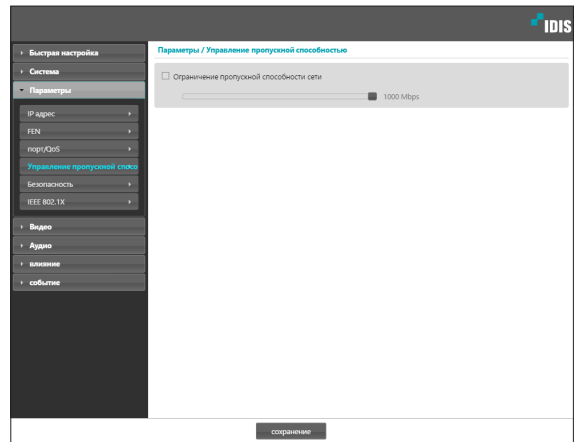 IDIS
Быстрая настройка
Система
Параметры
IP адрес
FEN
порт/QoS
Управление пропускной спосо
Безопасность
IEEE 802.1X
Видео
Аудио
влияние
событие
Параметры / Управление пропускной способностью
Ограничение пропускной способности сети
1000 Mbps
сохранение